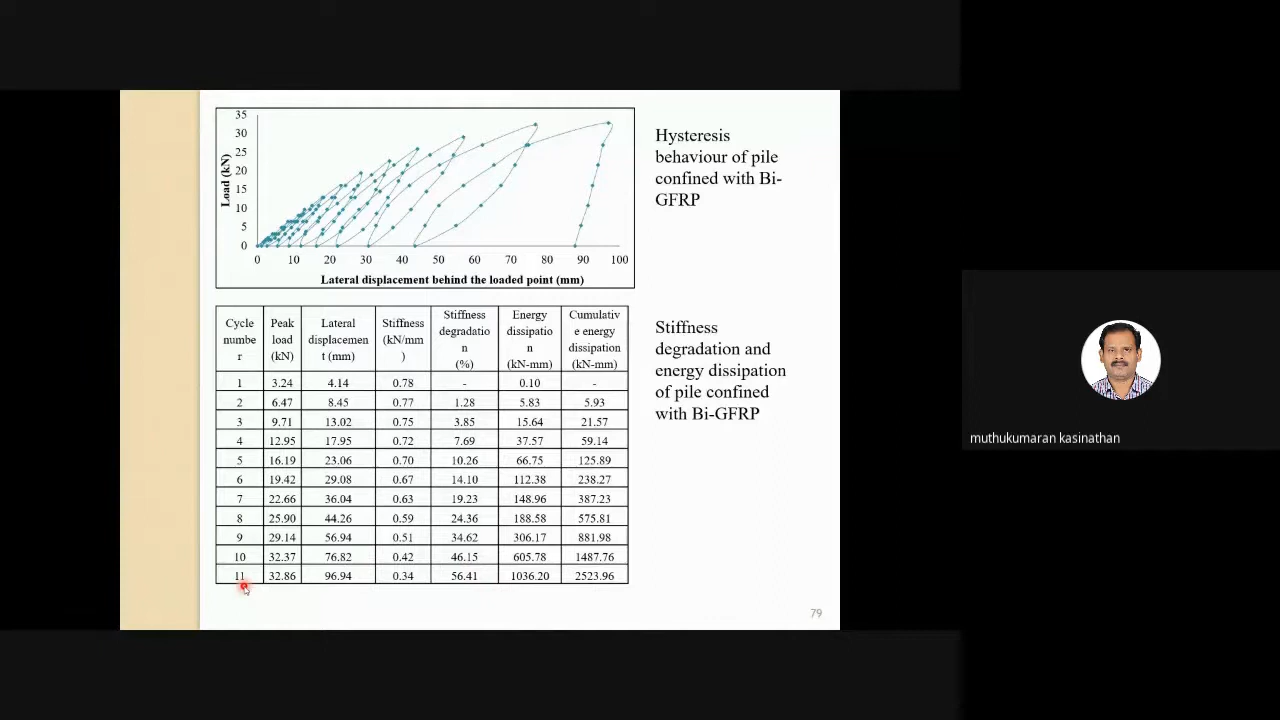 35
30
25
20
15
10
5
0
Load (kN)
0 10 20 30 40 50 60 70 80 90 100
Lateral displacement behind the loaded point (mm)
Hysteresis
behaviour of pile
confined with Bi-
GFRP
Cycle
numbe
r
Peak
load
(kN)
Lateral
displacemen
t (mm)
Stiffness
(kN/mm
)
Stiffness
degradatio
n
(%)
Energy
dissipatio
n
(kN-mm)
Cumulativ
e energy
dissipation
(kN-mm)
1 3.24 4.14 0.78 - 0.10 -
2 6.47 8.45 0.77 1.28 5.83 5.93
3 9.71 13.02 0.75 3.85 15.64 21.57
4 12.95 17.95 0.72 7.69 37.57 59.14
5 16.19 23.06 0.70 10.26 66.75 125.89
6 19.42 29.08 0.67 14.10 112.38 238.27
7 22.66 36.04 0.63 19.23 148.96 387.23
8 25.90 44.26 0.59 24.36 188.58 575.81
9 29.14 56.94 0.51 34.62 306.17 881.98
10 32.37 76.82 0.42 46.15 605.78 1487.76
11 32.86 96.94 0.34 56.41 1036.20 2523.96
Stiffness
degradation and
energy dissipation
of pile confined
with Bi-GFRP
79
muthukumaran kasinathan